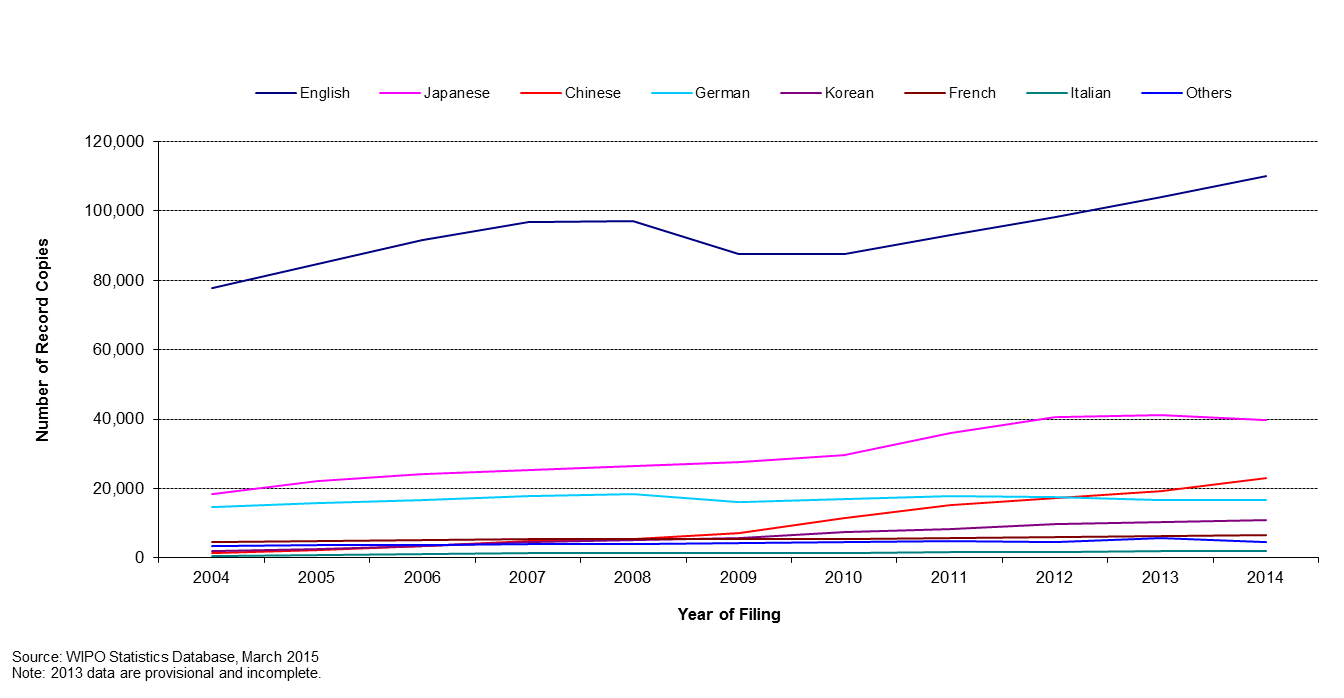 English Japanese Chinese German Korean French Italian Others
120,000
100,000
80,000
60,000
40,000
20,000
0
Number of Record Copies
2004 2005 2006 2007 2008 2009 2010 2011 2012 2013 2014
Year of Filing
Source: WIPO Statistics Database, March 2015
Note: 2013 data are provisional and incomplete.